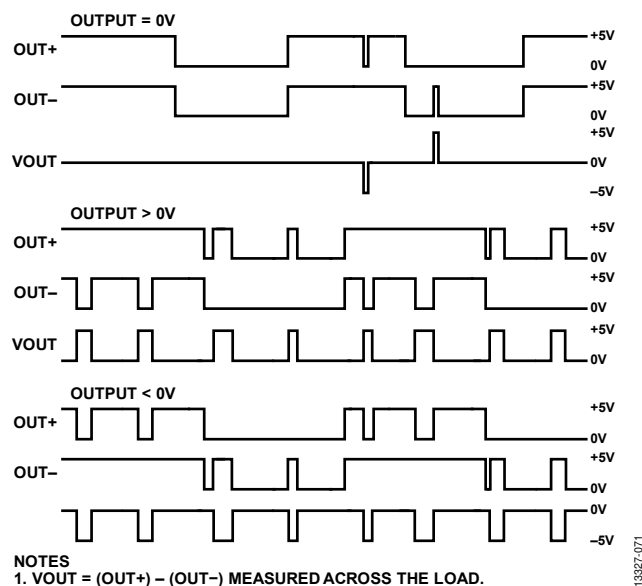 OUTPUT = 0V
OUT+
+5V
0V
OUT–
+5V
0V
VOUT
+5V
0V
–5V
OUTPUT > 0V
OUT+
+5V
0V
OUT–
+5V
0V
VOUT
+5V
0V
OUTPUT < 0V
OUT+
+5V
0V
OUT–
+5V
0V
0V
–5V
NOTES
1. VOUT = (OUT+) – (OUT–) MEASURED ACROSS THE LOAD.
13327-071